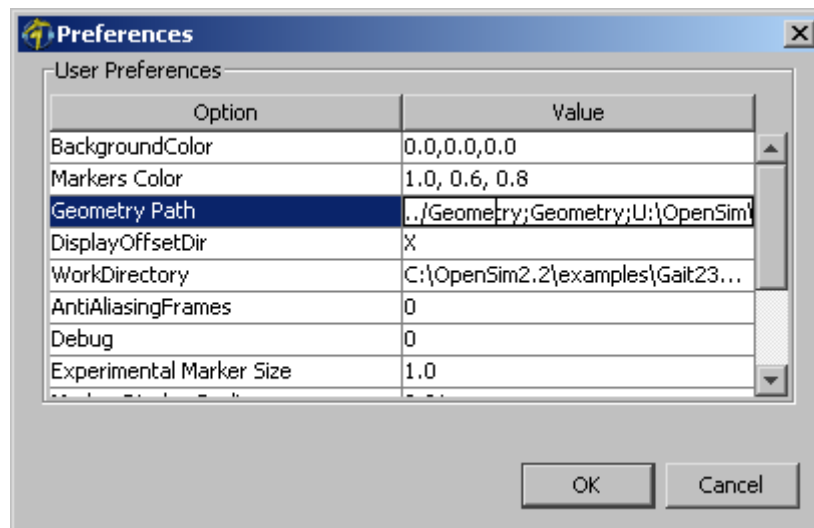 Preferences
User Preferences
Option Value
BackgroundColor 0.0,0.0,0.0
Markers Color 1.0, 0.6, 0.8
Geometry Path ../Geometry;Geometry;U:\OpenSim\
DisplayOffsetDir X
WorkDirectory C:\OpenSim2.2\examples\Gait23...
AntiAliasingFrames 0
Debug 0
Experimental Marker Size 1.0
OK Cancel